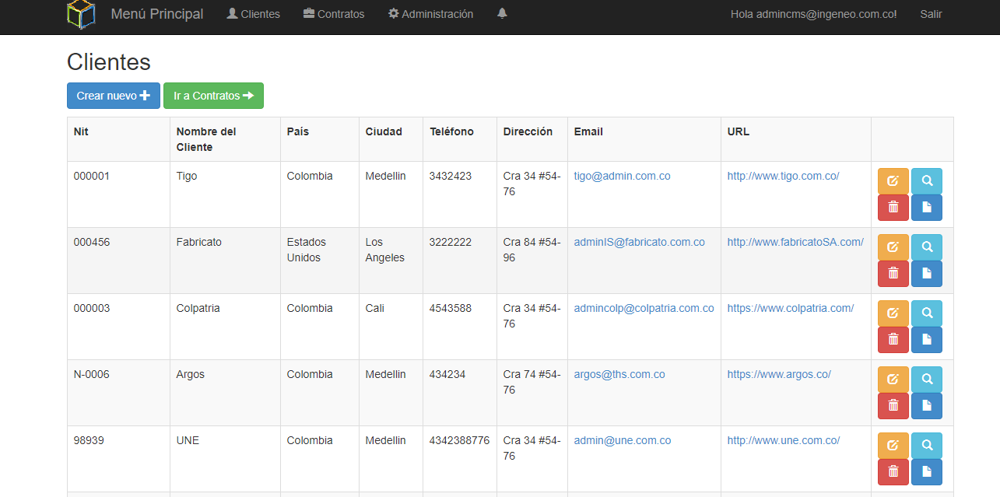 Menú Principal Clientes Contratos Administración Hola admincms@ingeneo.com.co! Salir
Clientes
Crear nuevo Ir a Contratos
Nit Nombre del Cliente País Ciudad Teléfono Dirección Email URL
000001 Tigo Colombia Medellin 3432423 Cra 34 #54-76 tigo@admin.com.co http://www.tigo.com.co/
000456 Fabricato Estados Unidos Los Angeles 3222222 Cra 84 #54-96 adminIS@fabricato.com.co http://www.fabricatoSA.com/
000003 Colpatria Colombia Cali 4543588 Cra 34 #54-76 admincolp@colpatria.com.co https://www.colpatria.com/
N-0006 Argos Colombia Medellin 434234 Cra 74 #54-76 argos@ths.com.co https://www.argos.co/
98939 UNE Colombia Medellin 4342388776 Cra 34 #54-76 admin@une.com.co http://www.une.com.co/